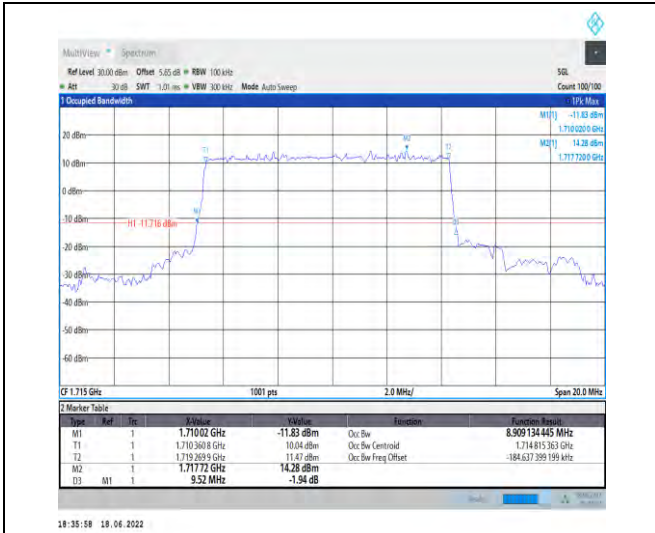 MultiView Spectrum
Ref Level 30.00 dBm Offset 5.85 dB RBW 100 kHz SGL
Att 30 dB SWT 1.01 ms VBW 300 kHz Mode Auto Sweep Count 100/100
1 Occupied Bandwidth 1Pk Max
M1[1] -11.83 dBm
1.710 020 0 GHz
M2[1] 14.28 dBm
1.717 720 0 GHz
20 dBm
T1 M2 T2
10 dBm
0 dBm
M1
-10 dBm
H1 -11.716 dBm
-20 dBm
-30 dBm
-40 dBm
-50 dBm
-60 dBm
CF 1.715 GHz 1001 pts 2.0 MHz/ Span 20.0 MHz
2 Marker Table
Type Ref Trc X-Value Y-Value Function Function Result
M1 1 1.71002 GHz -11.83 dBm Occ Bw 8.909 134 445 MHz
T1 1 1.710 360 8 GHz 10.04 dBm Occ Bw Centroid 1.714 815 363 GHz
T2 1 1.719 269 9 GHz 11.47 dBm Occ Bw Freq Offset -184.637 399 199 kHz
M2 1 1.71772 GHz 14.28 dBm
D3 M1 1 9.52 MHz -1.94 dB
18:35:58 18.06.2022